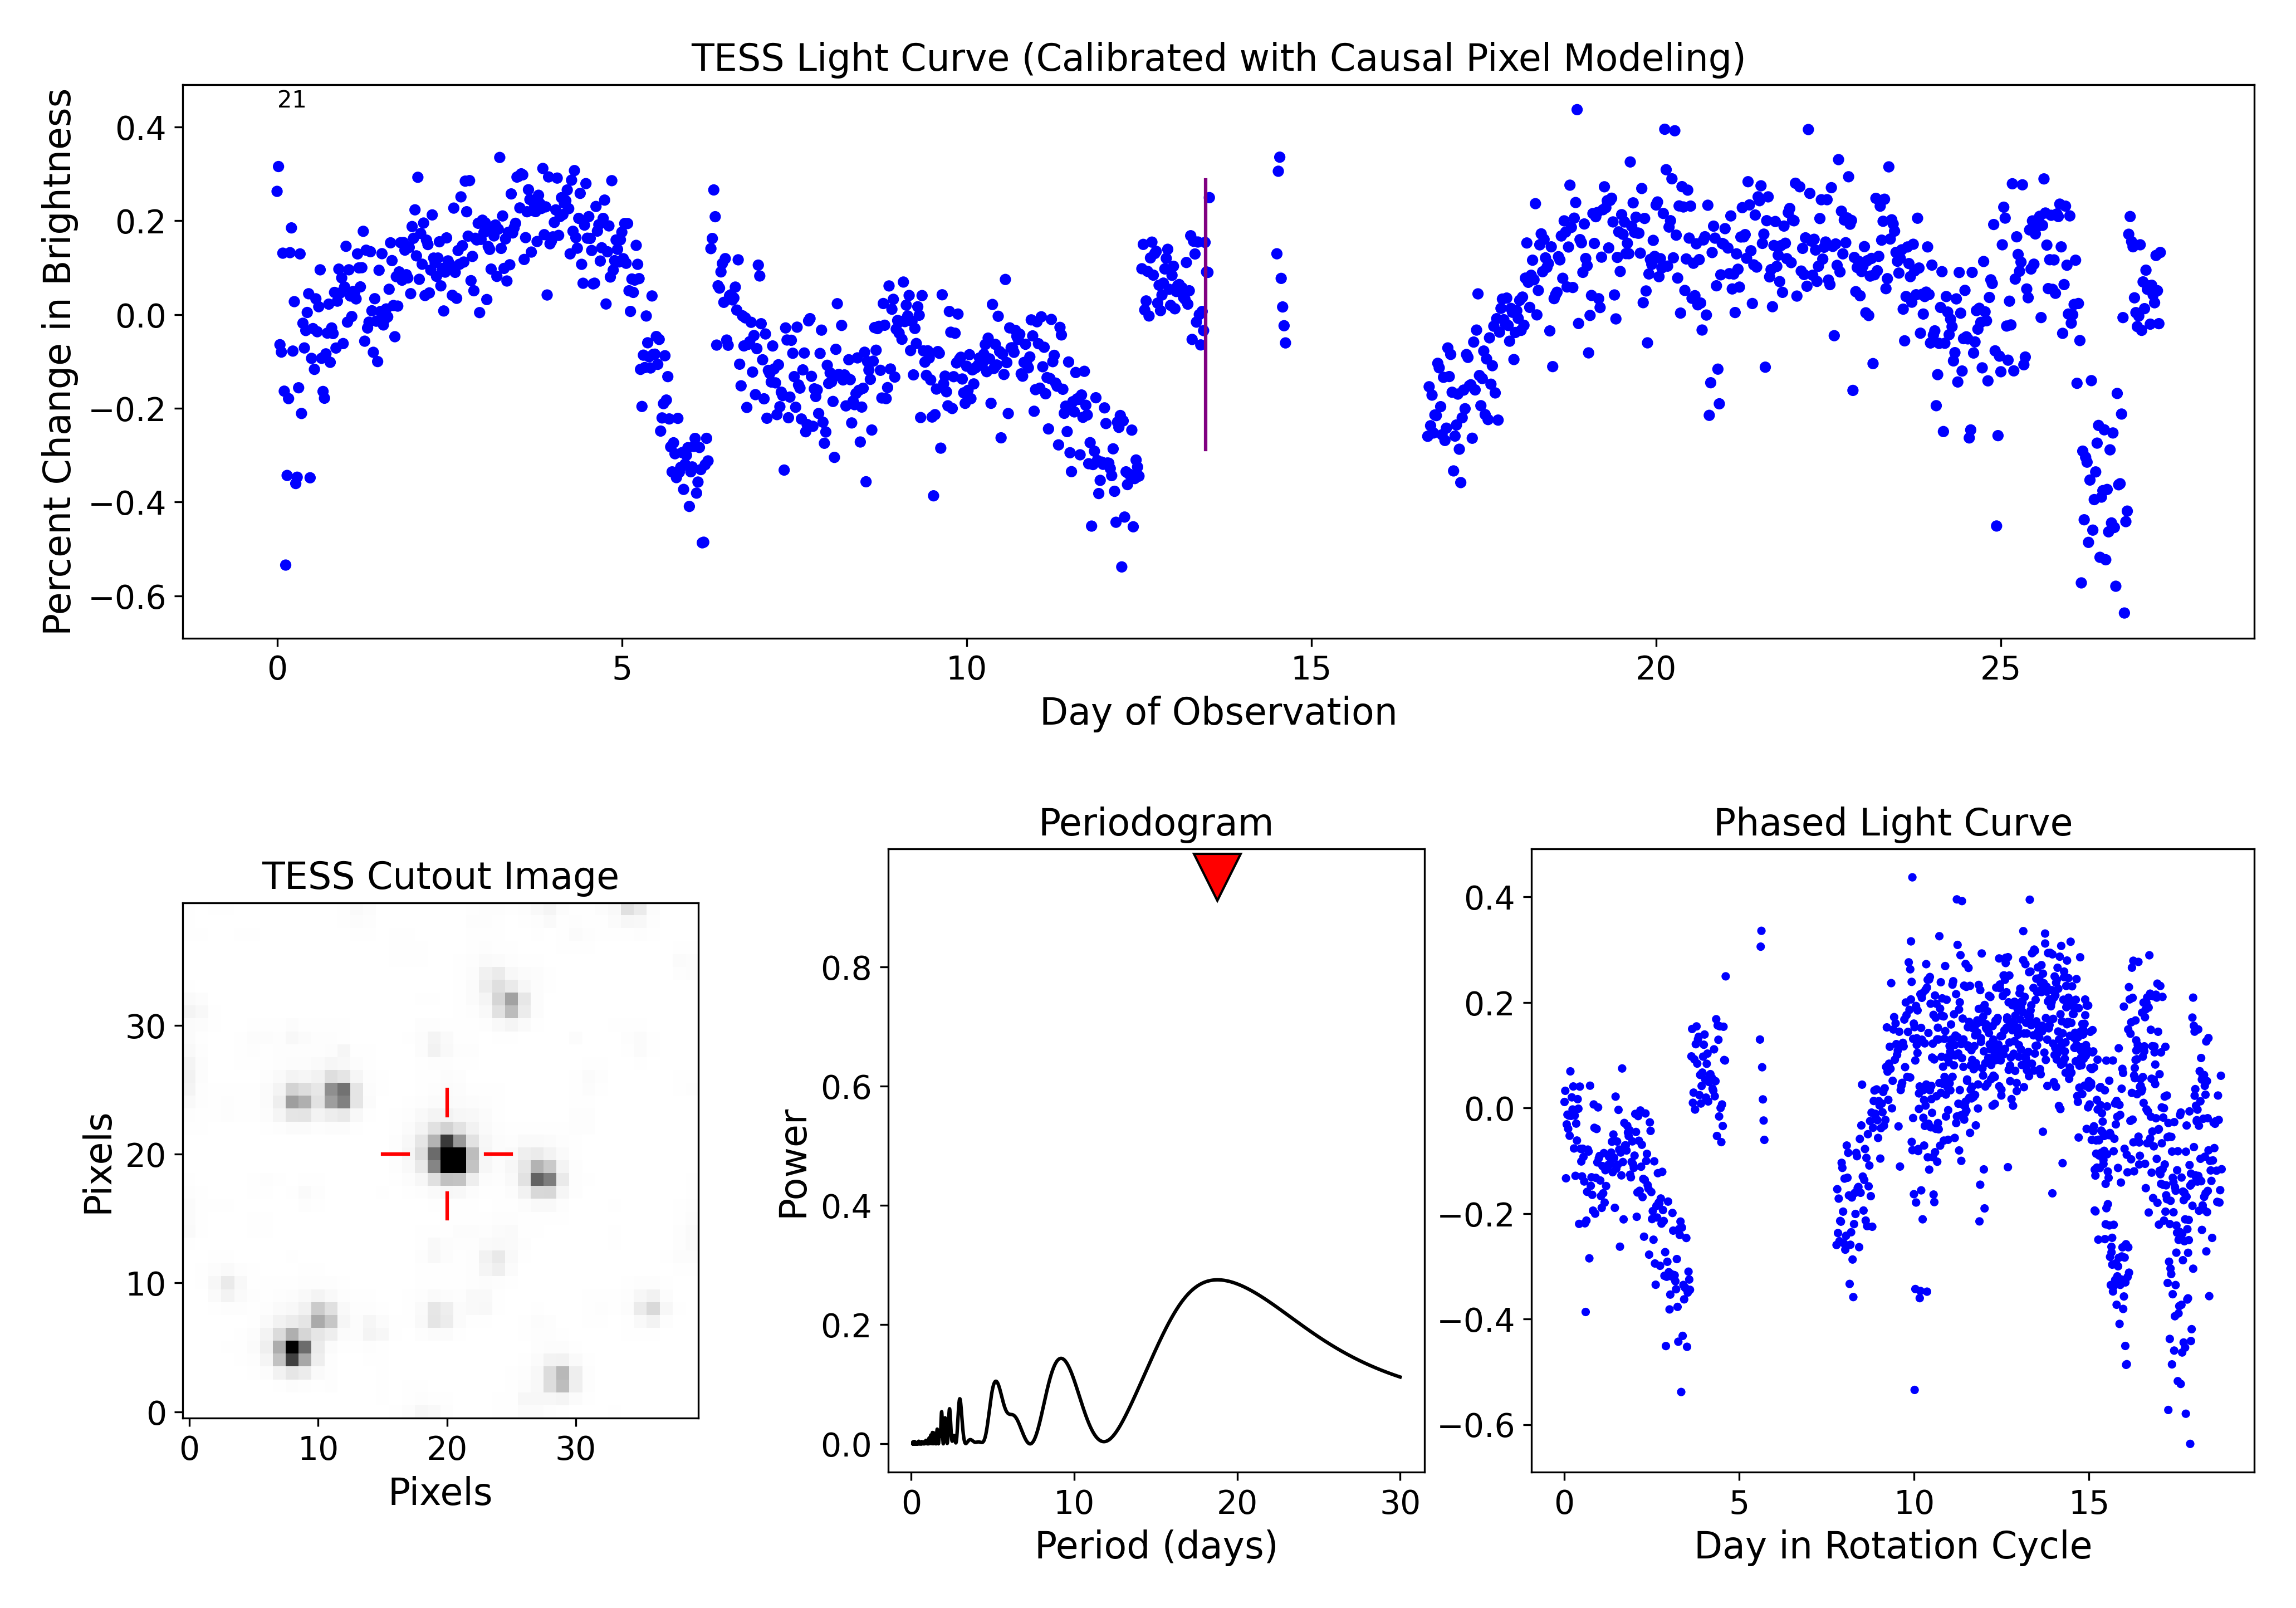 TESS Light Curve (Calibrated with Causal Pixel Modeling)
21
Percent Change in Brightness
0.4
0.2
0.0
−0.2
−0.4
−0.6
0 5 10 15 20 25
Day of Observation
TESS Cutout Image
Pixels
30
20
10
0
0 10 20 30
Pixels
Periodogram
Power
0.8
0.6
0.4
0.2
0.0
0 10 20 30
Period (days)
Phased Light Curve
0.4
0.2
0.0
−0.2
−0.4
−0.6
0 5 10 15
Day in Rotation Cycle